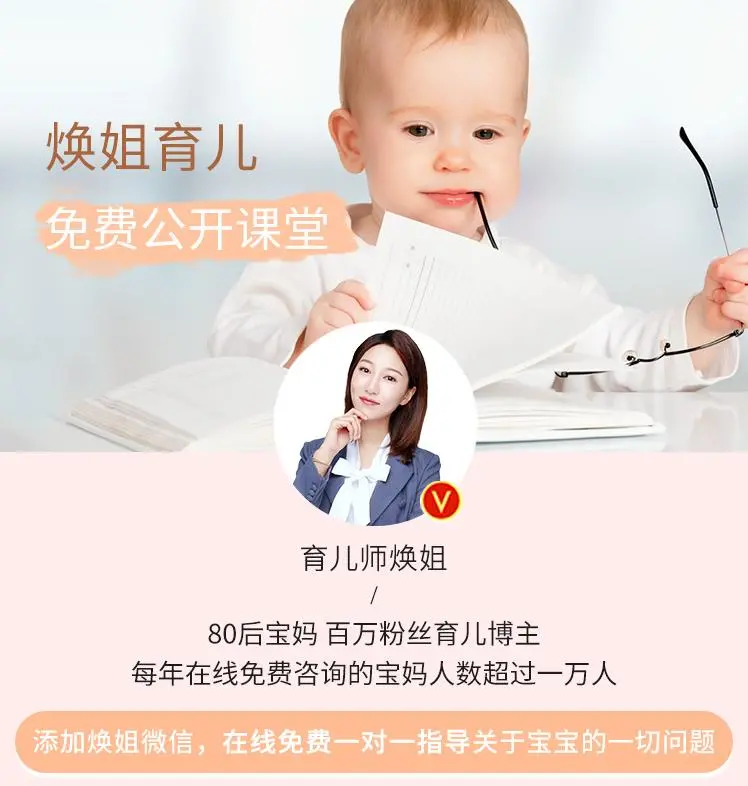 焕姐育儿
免费公开课堂
V
育儿师焕姐
/
80后宝妈 百万粉丝育儿博主
每年在线免费咨询的宝妈人数超过一万人
添加焕姐微信，在线免费一对一指导关于宝宝的一切问题